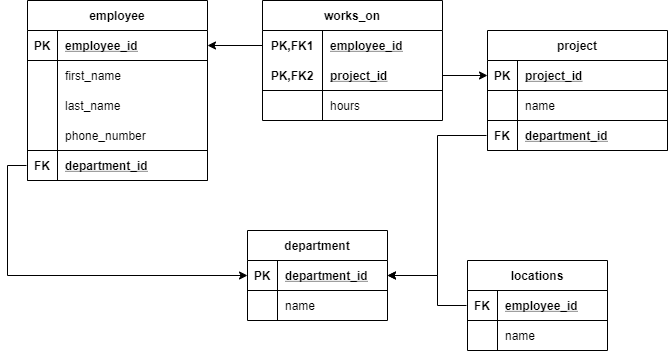 employee
PK employee_id
first_name
last_name
phone_number
FK department_id
works_on
PK,FK1 employee_id
PK,FK2 project_id
hours
project
PK project_id
name
FK department_id
department
PK department_id
name
locations
FK employee_id
name